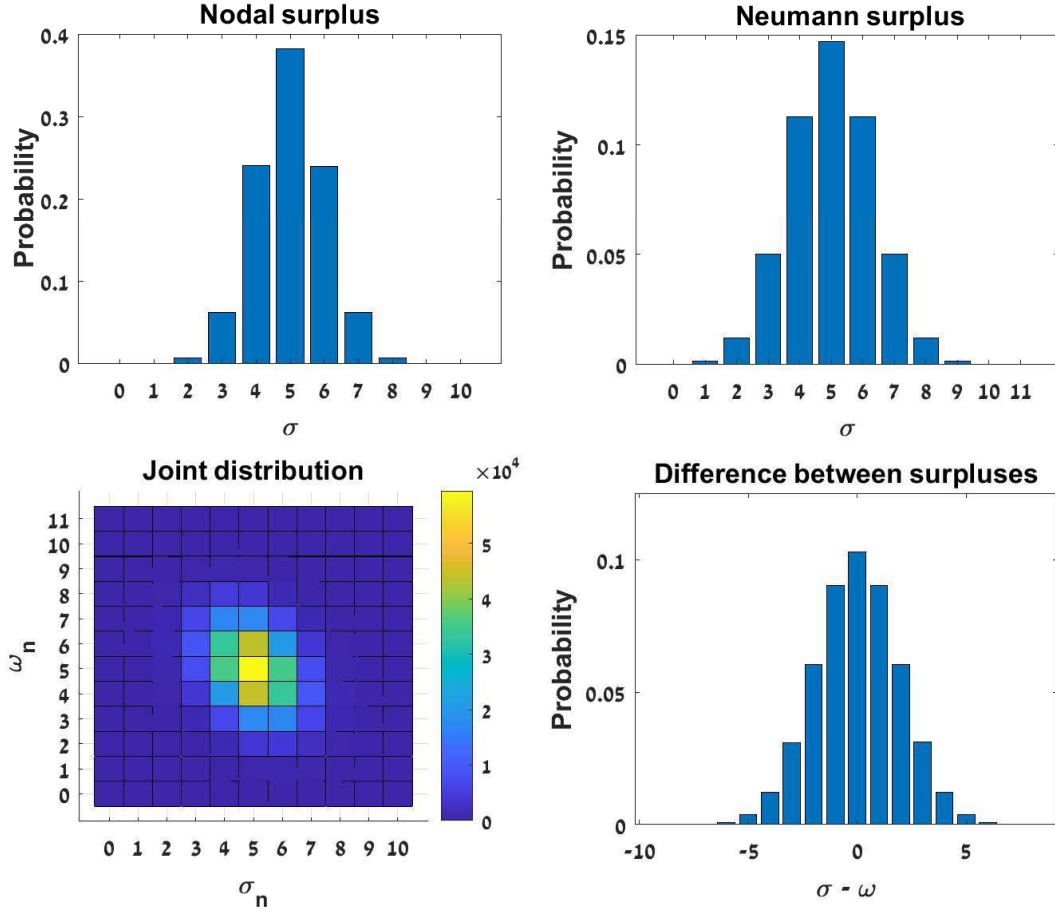 Nodal surplus
0.4
0.3
0.2
0.1
0
Probability
0 1 2 3 4 5 6 7 8 9 10
σ
Neumann surplus
0.15
0.1
0.05
0
Probability
0 1 2 3 4 5 6 7 8 9 10 11
σ
Joint distribution
×10^4
11
10
9
8
7
6
5
4
3
2
1
0
ω_n
0 1 2 3 4 5 6 7 8 9 10
σ_n
5
4
3
2
1
0
Difference between surpluses
0.1
0.05
0
Probability
-10 -5 0 5
σ - ω